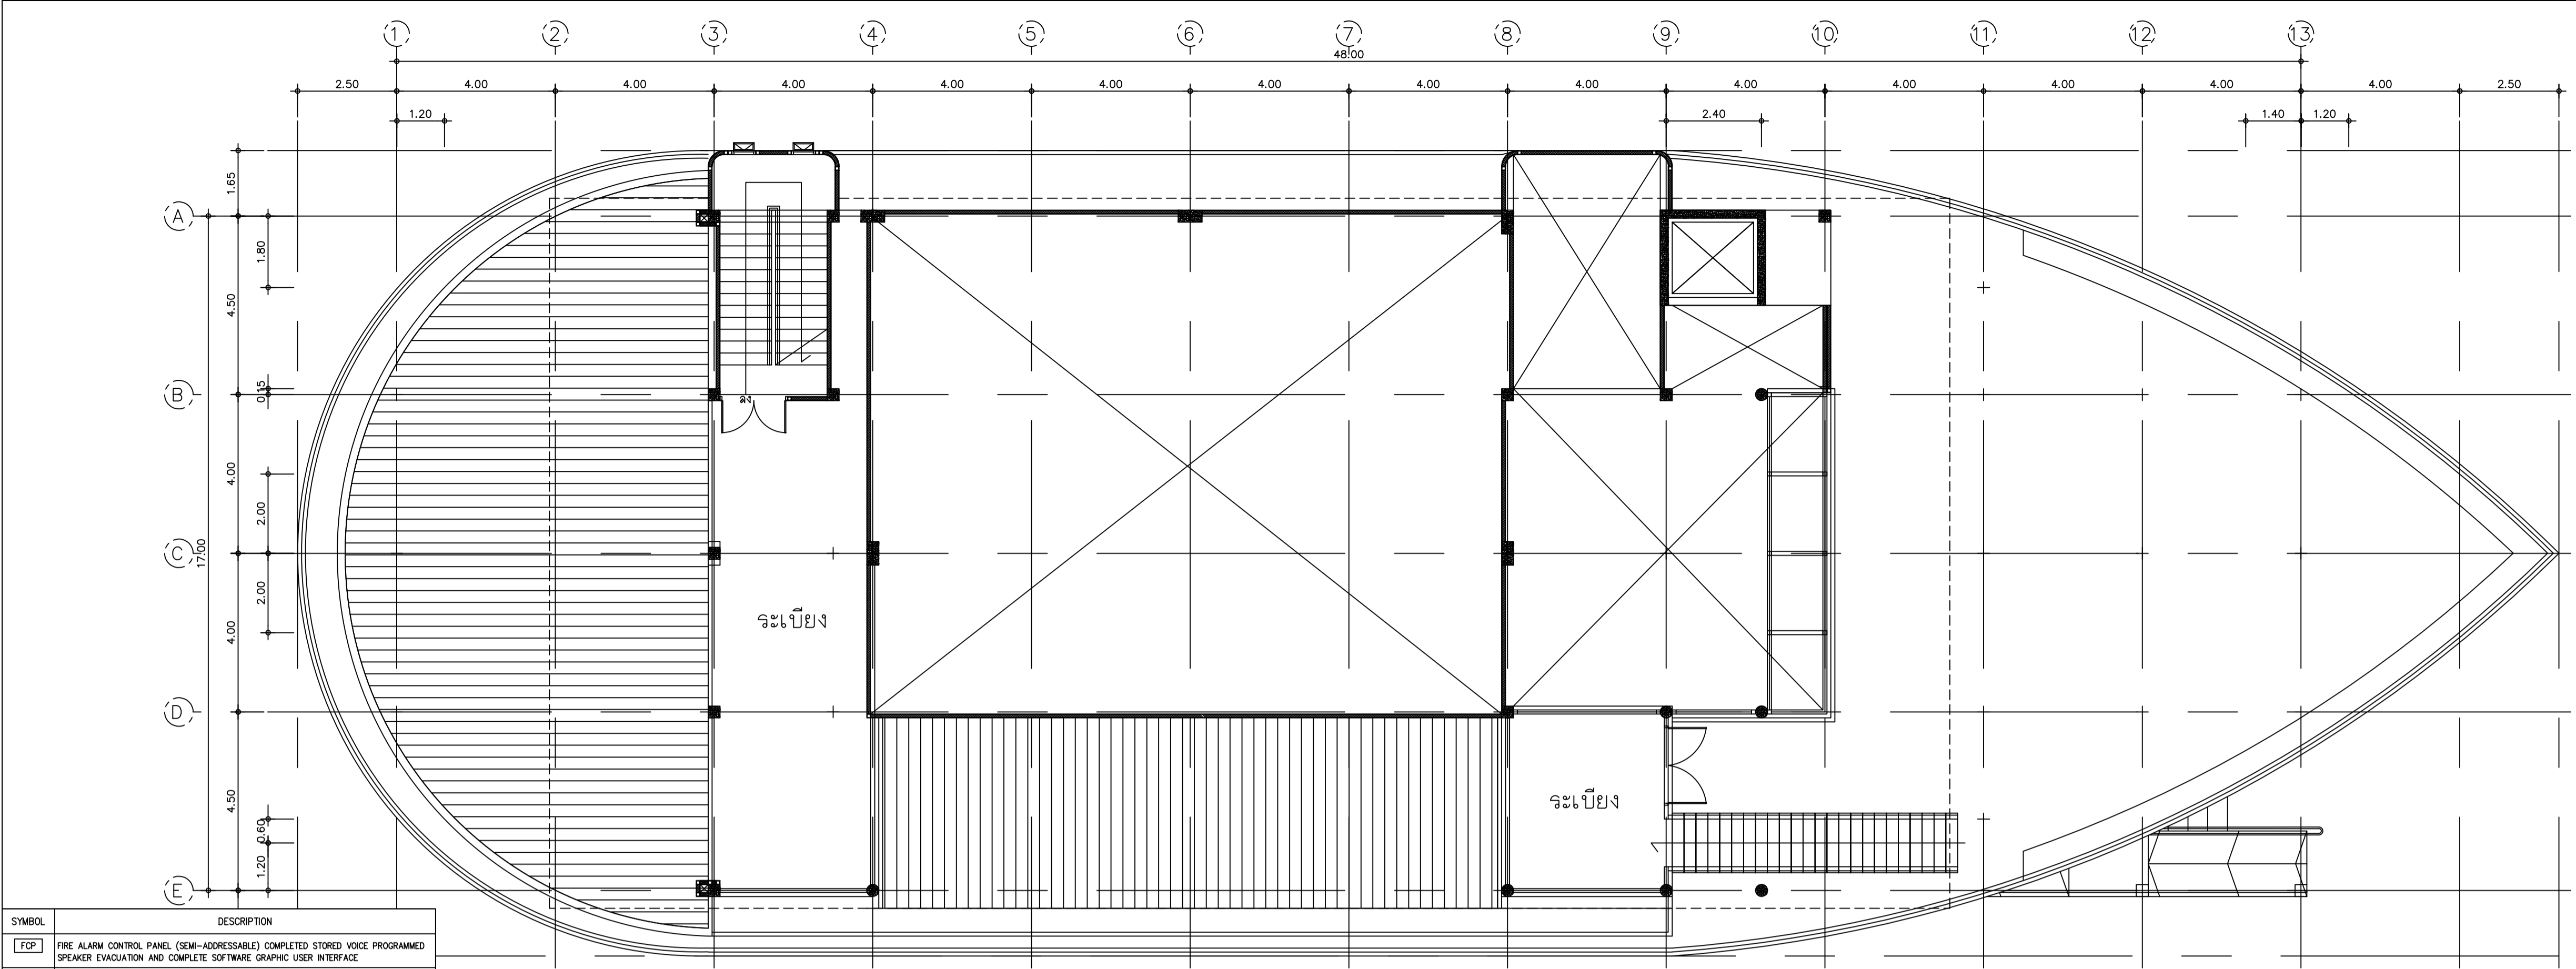 1 2 3 4 5 6 7 8 9 10 11 12 13
48.00
2.50 4.00 4.00 4.00 4.00 4.00 4.00 4.00 4.00 4.00 4.00 4.00 4.00 4.00 2.50
1.20 2.40 1.40 1.20
1.65
A
1.80
4.50
B
0.15
ลง
4.00
2.00
C
17.00
2.00
4.00
ระเบียง
D
4.50
ระเบียง
0.60
1.20
E
SYMBOL DESCRIPTION
FCP FIRE ALARM CONTROL PANEL (SEMI-ADDRESSABLE) COMPLETED STORED VOICE PROGRAMMED
SPEAKER EVACUATION AND COMPLETE SOFTWARE GRAPHIC USER INTERFACE